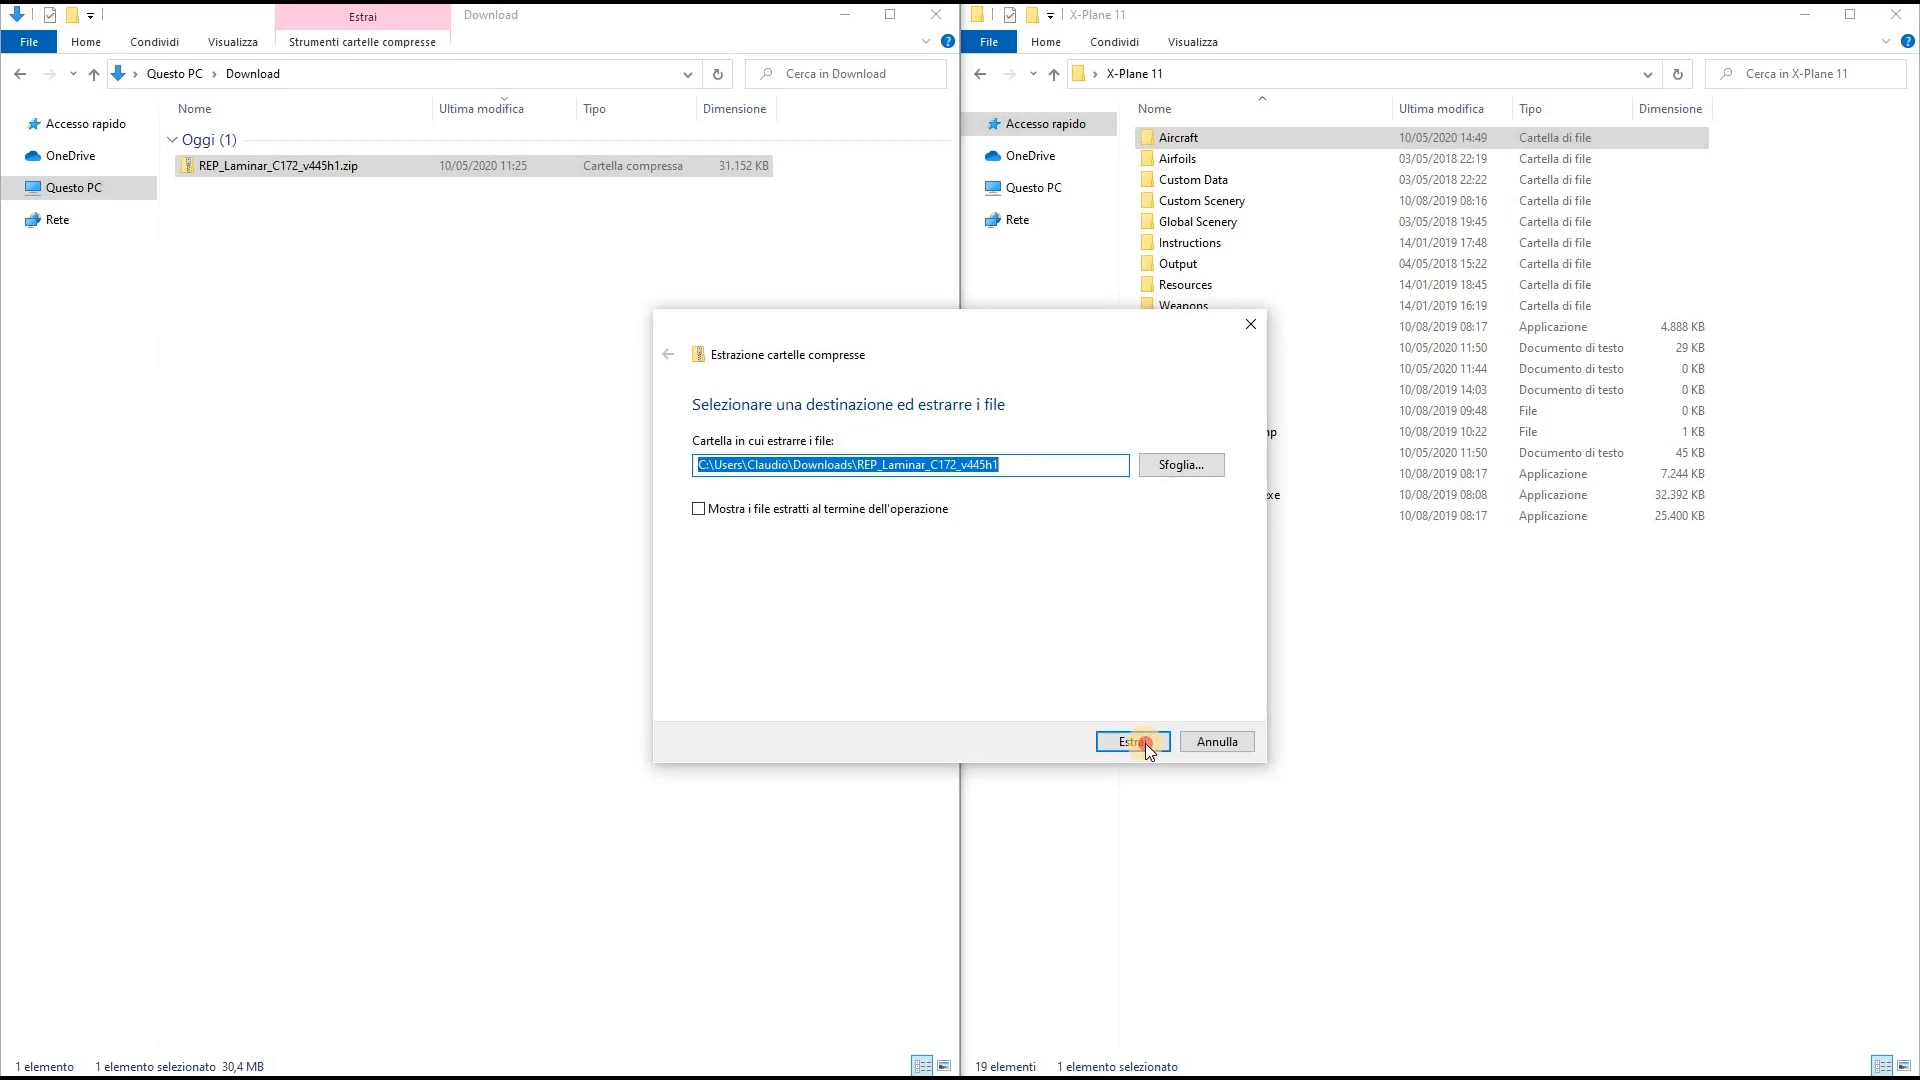 Estrai
Download
File
Home
Condividi
Visualizza
Strumenti cartelle compresse
Questo PC
Download
Cerca in Download
Nome
Ultima modifica
Tipo
Dimensione
Accesso rapido
OneDrive
Questo PC
Rete
Oggi (1)
REP_Laminar_C172_v445h1.zip
10/05/2020 11:25
Cartella compressa
31.152 KB
1 elemento
1 elemento selezionato 30,4 MB
X-Plane 11
File
Home
Condividi
Visualizza
X-Plane 11
Cerca in X-Plane 11
Nome
Ultima modifica
Tipo
Dimensione
Accesso rapido
OneDrive
Questo PC
Rete
Aircraft 10/05/2020 14:49 Cartella di file
Airfoils 03/05/2018 22:19 Cartella di file
Custom Data 03/05/2018 22:22 Cartella di file
Custom Scenery 10/08/2019 08:16 Cartella di file
Global Scenery 03/05/2018 19:45 Cartella di file
Instructions 14/01/2019 17:48 Cartella di file
Output 04/05/2018 15:22 Cartella di file
Resources 14/01/2019 18:45 Cartella di file
Weapons 14/01/2019 16:19 Cartella di file
10/08/2019 08:17 Applicazione 4.888 KB
10/05/2020 11:50 Documento di testo 29 KB
10/05/2020 11:44 Documento di testo 0 KB
10/08/2019 14:03 Documento di testo 0 KB
10/08/2019 09:48 File 0 KB
10/08/2019 10:22 File 1 KB
10/05/2020 11:50 Documento di testo 45 KB
10/08/2019 08:17 Applicazione 7.244 KB
10/08/2019 08:08 Applicazione 32.392 KB
10/08/2019 08:17 Applicazione 25.400 KB
19 elementi
1 elemento selezionato
Estrazione cartelle compresse
Selezionare una destinazione ed estrarre i file
Cartella in cui estrarre i file:
C:\Users\Claudio\Downloads\REP_Laminar_C172_v445h1
Sfoglia...
Mostra i file estratti al termine dell'operazione
Estrai
Annulla